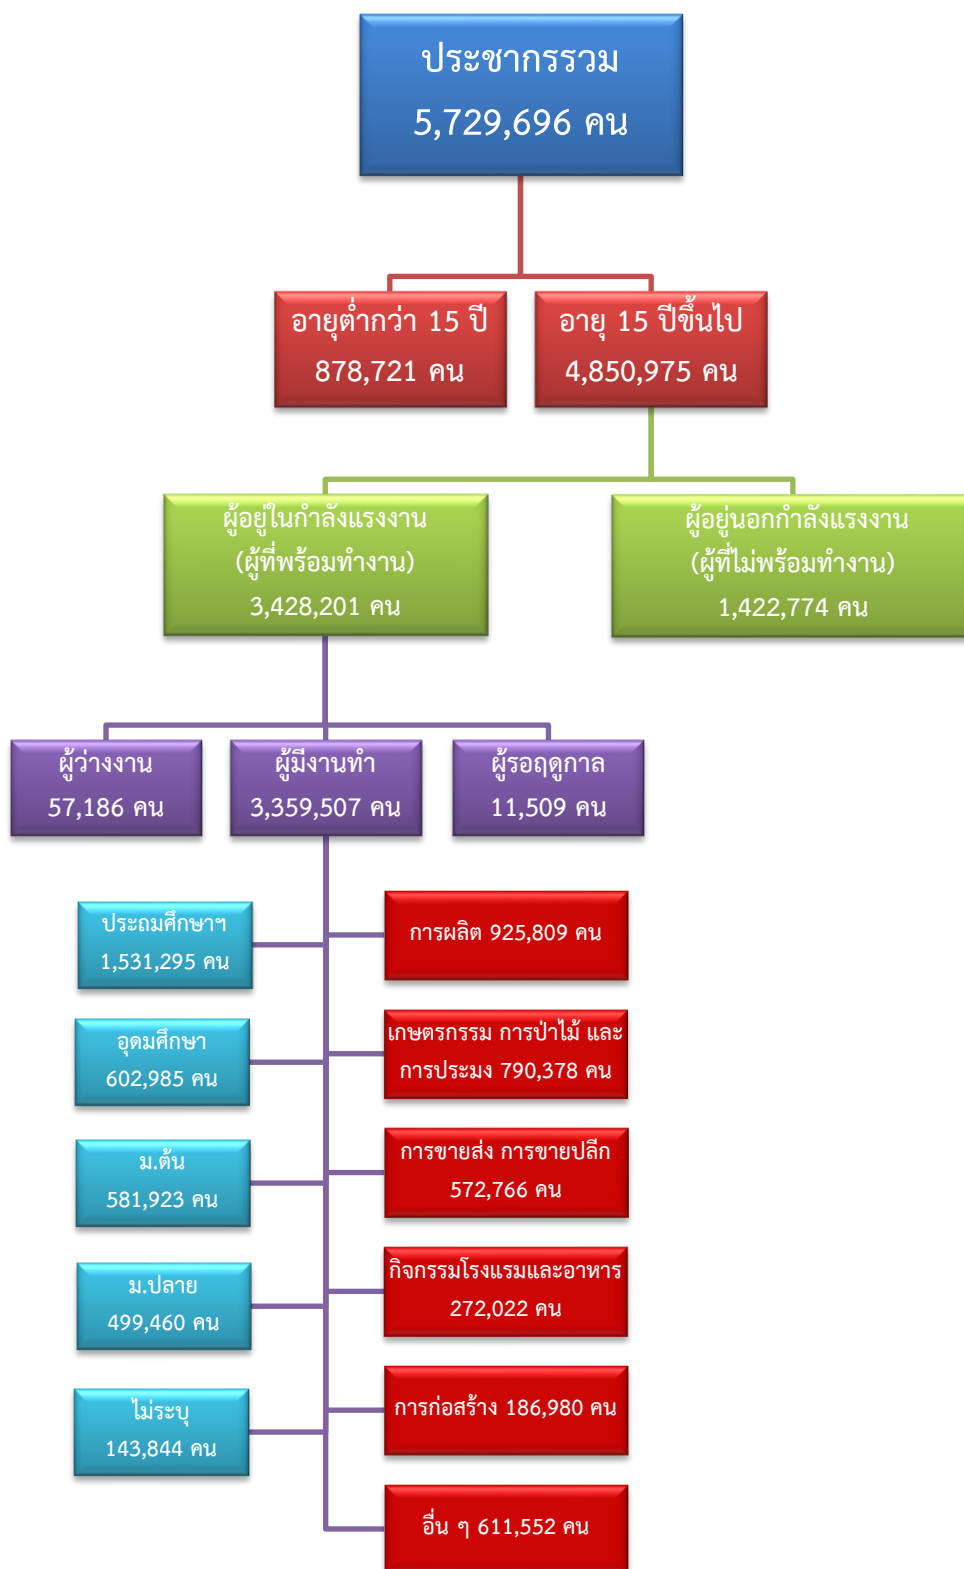 ประชากรรวม
5,729,696 คน
อายุต่ำกว่า 15 ปี
878,721 คน
อายุ 15 ปีขึ้นไป
4,850,975 คน
ผู้อยู่ในกำลังแรงงาน
(ผู้ที่พร้อมทำงาน)
3,428,201 คน
ผู้อยู่นอกกำลังแรงงาน
(ผู้ที่ไม่พร้อมทำงาน)
1,422,774 คน
ผู้ว่างงาน
57,186 คน
ผู้มีงานทำ
3,359,507 คน
ผู้รอฤดูกาล
11,509 คน
ประถมศึกษาฯ
1,531,295 คน
อุดมศึกษา
602,985 คน
ม.ต้น
581,923 คน
ม.ปลาย
499,460 คน
ไม่ระบุ
143,844 คน
การผลิต 925,809 คน
เกษตรกรรม การป่าไม้ และ
การประมง 790,378 คน
การขายส่ง การขายปลีก
572,766 คน
กิจกรรมโรงแรมและอาหาร
272,022 คน
การก่อสร้าง 186,980 คน
อื่น ๆ 611,552 คน